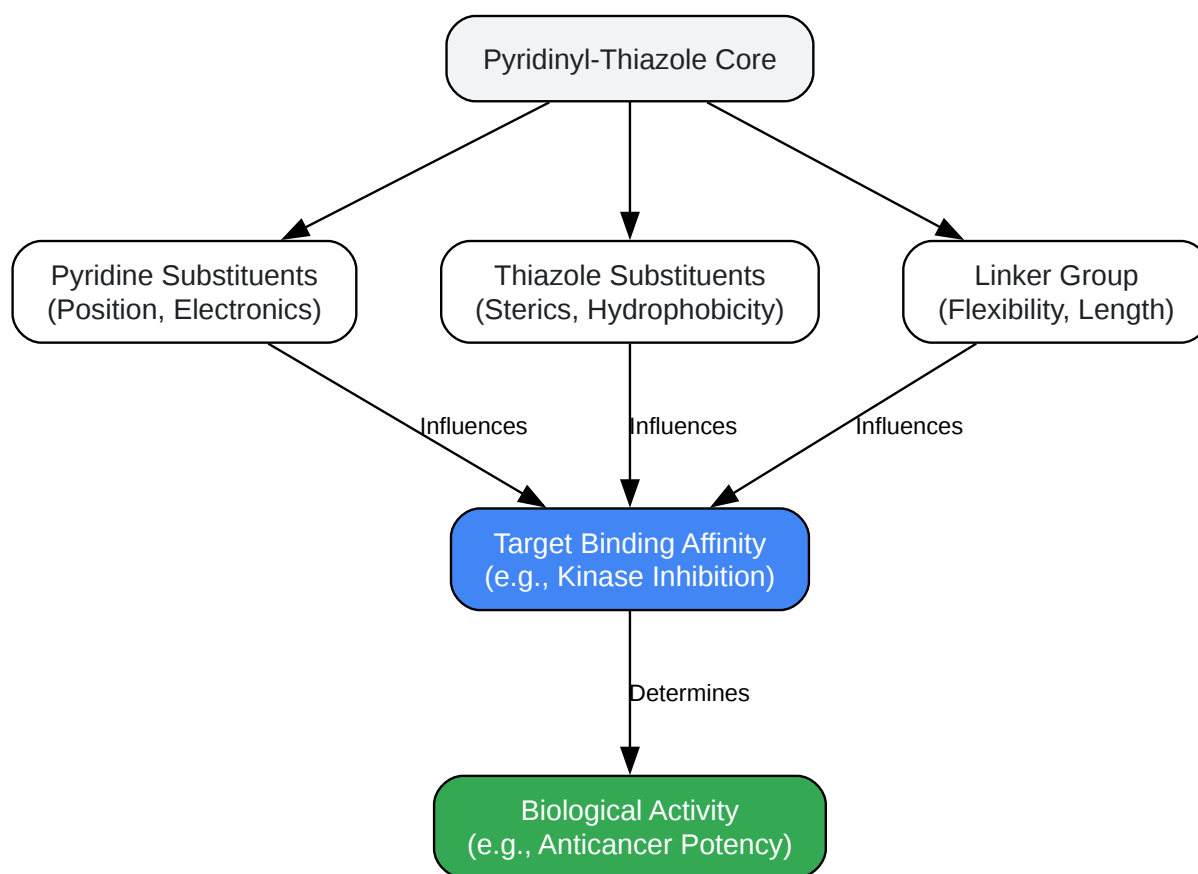 Pyridinyl-Thiazole Core
Pyridine Substituents
(Position, Electronics)
Thiazole Substituents
(Sterics, Hydrophobicity)
Linker Group
(Flexibility, Length)
Influences
Influences
Influences
Target Binding Affinity
(e.g., Kinase Inhibition)
Determines
Biological Activity
(e.g., Anticancer Potency)